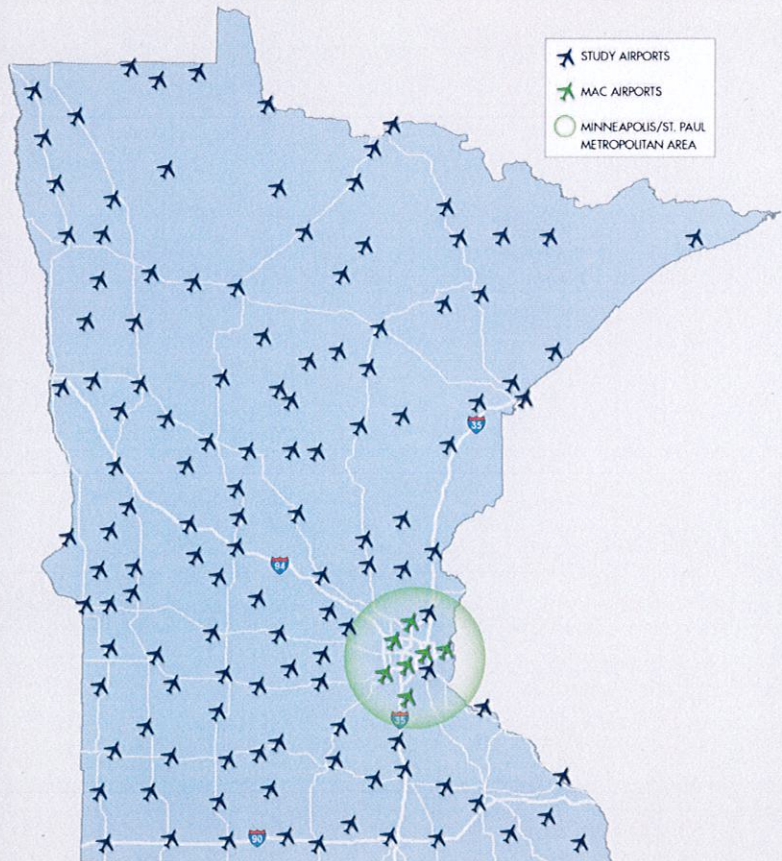 STUDY AIRPORTS
MAC AIRPORTS
MINNEAPOLIS/ST. PAUL
METROPOLITAN AREA
35
94
35
90